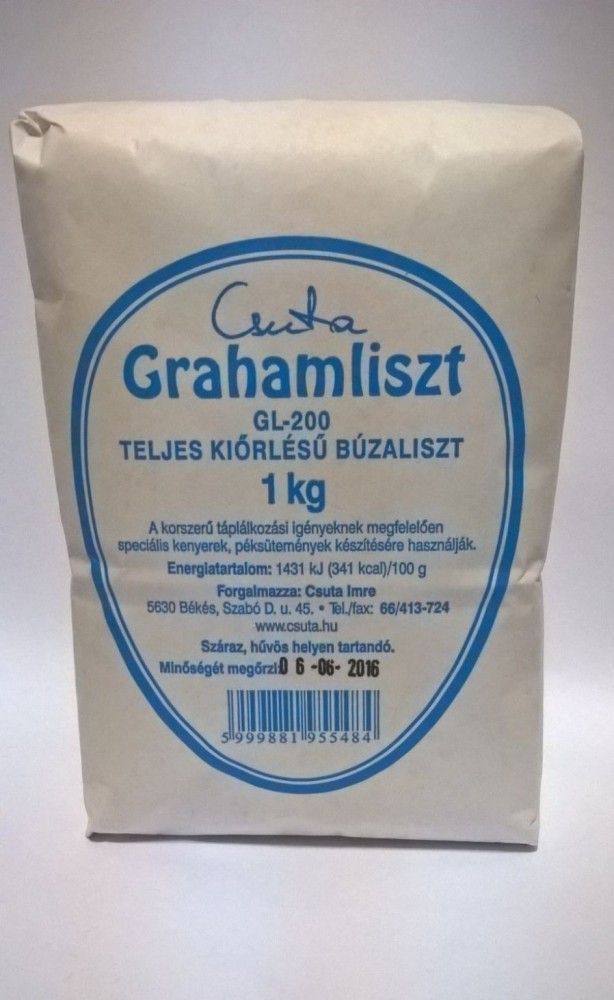 Csuta
Grahamliszt
GL-200
TELJES KIŐRLÉSŰ BÚZALISZT
1 kg
A korszerű táplálkozási igényeknek megfelelően
speciális kenyerek, péksütemények készítésére használják.
Energiatartalom: 1431 kJ (341 kcal)/100 g
Forgalmazza: Csuta Imre
5630 Békés, Szabó D. u. 45. • Tel./fax: 66/413-724
www.csuta.hu
Száraz, hűvös helyen tartandó.
Minőségét megőrzi: 06-06-2016
5 999881 955484